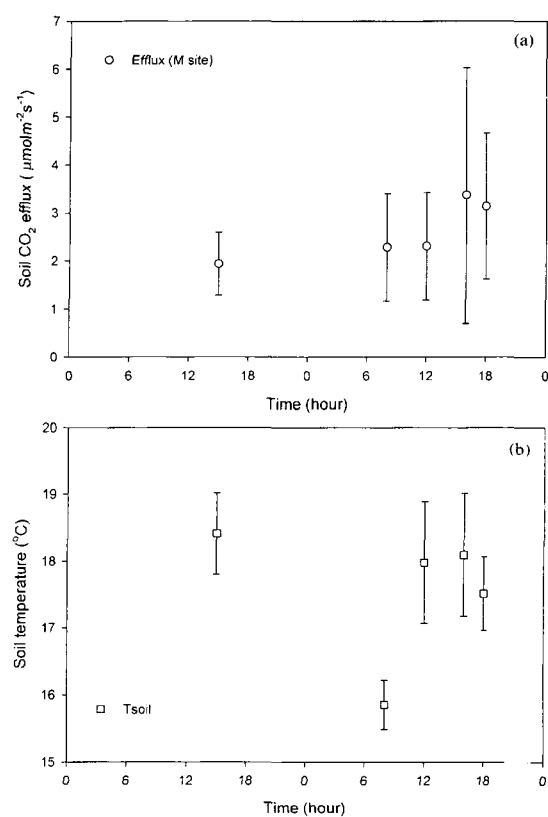 (a)
Efflux (M site)
7
6
5
4
3
2
1
0
Soil CO₂ efflux ( μmolm⁻²s⁻¹)
0 6 12 18 0 6 12 18 0
Time (hour)
(b)
Tsoil
20
19
18
17
16
15
Soil temperature (°C)
0 6 12 18 0 6 12 18 0
Time (hour)